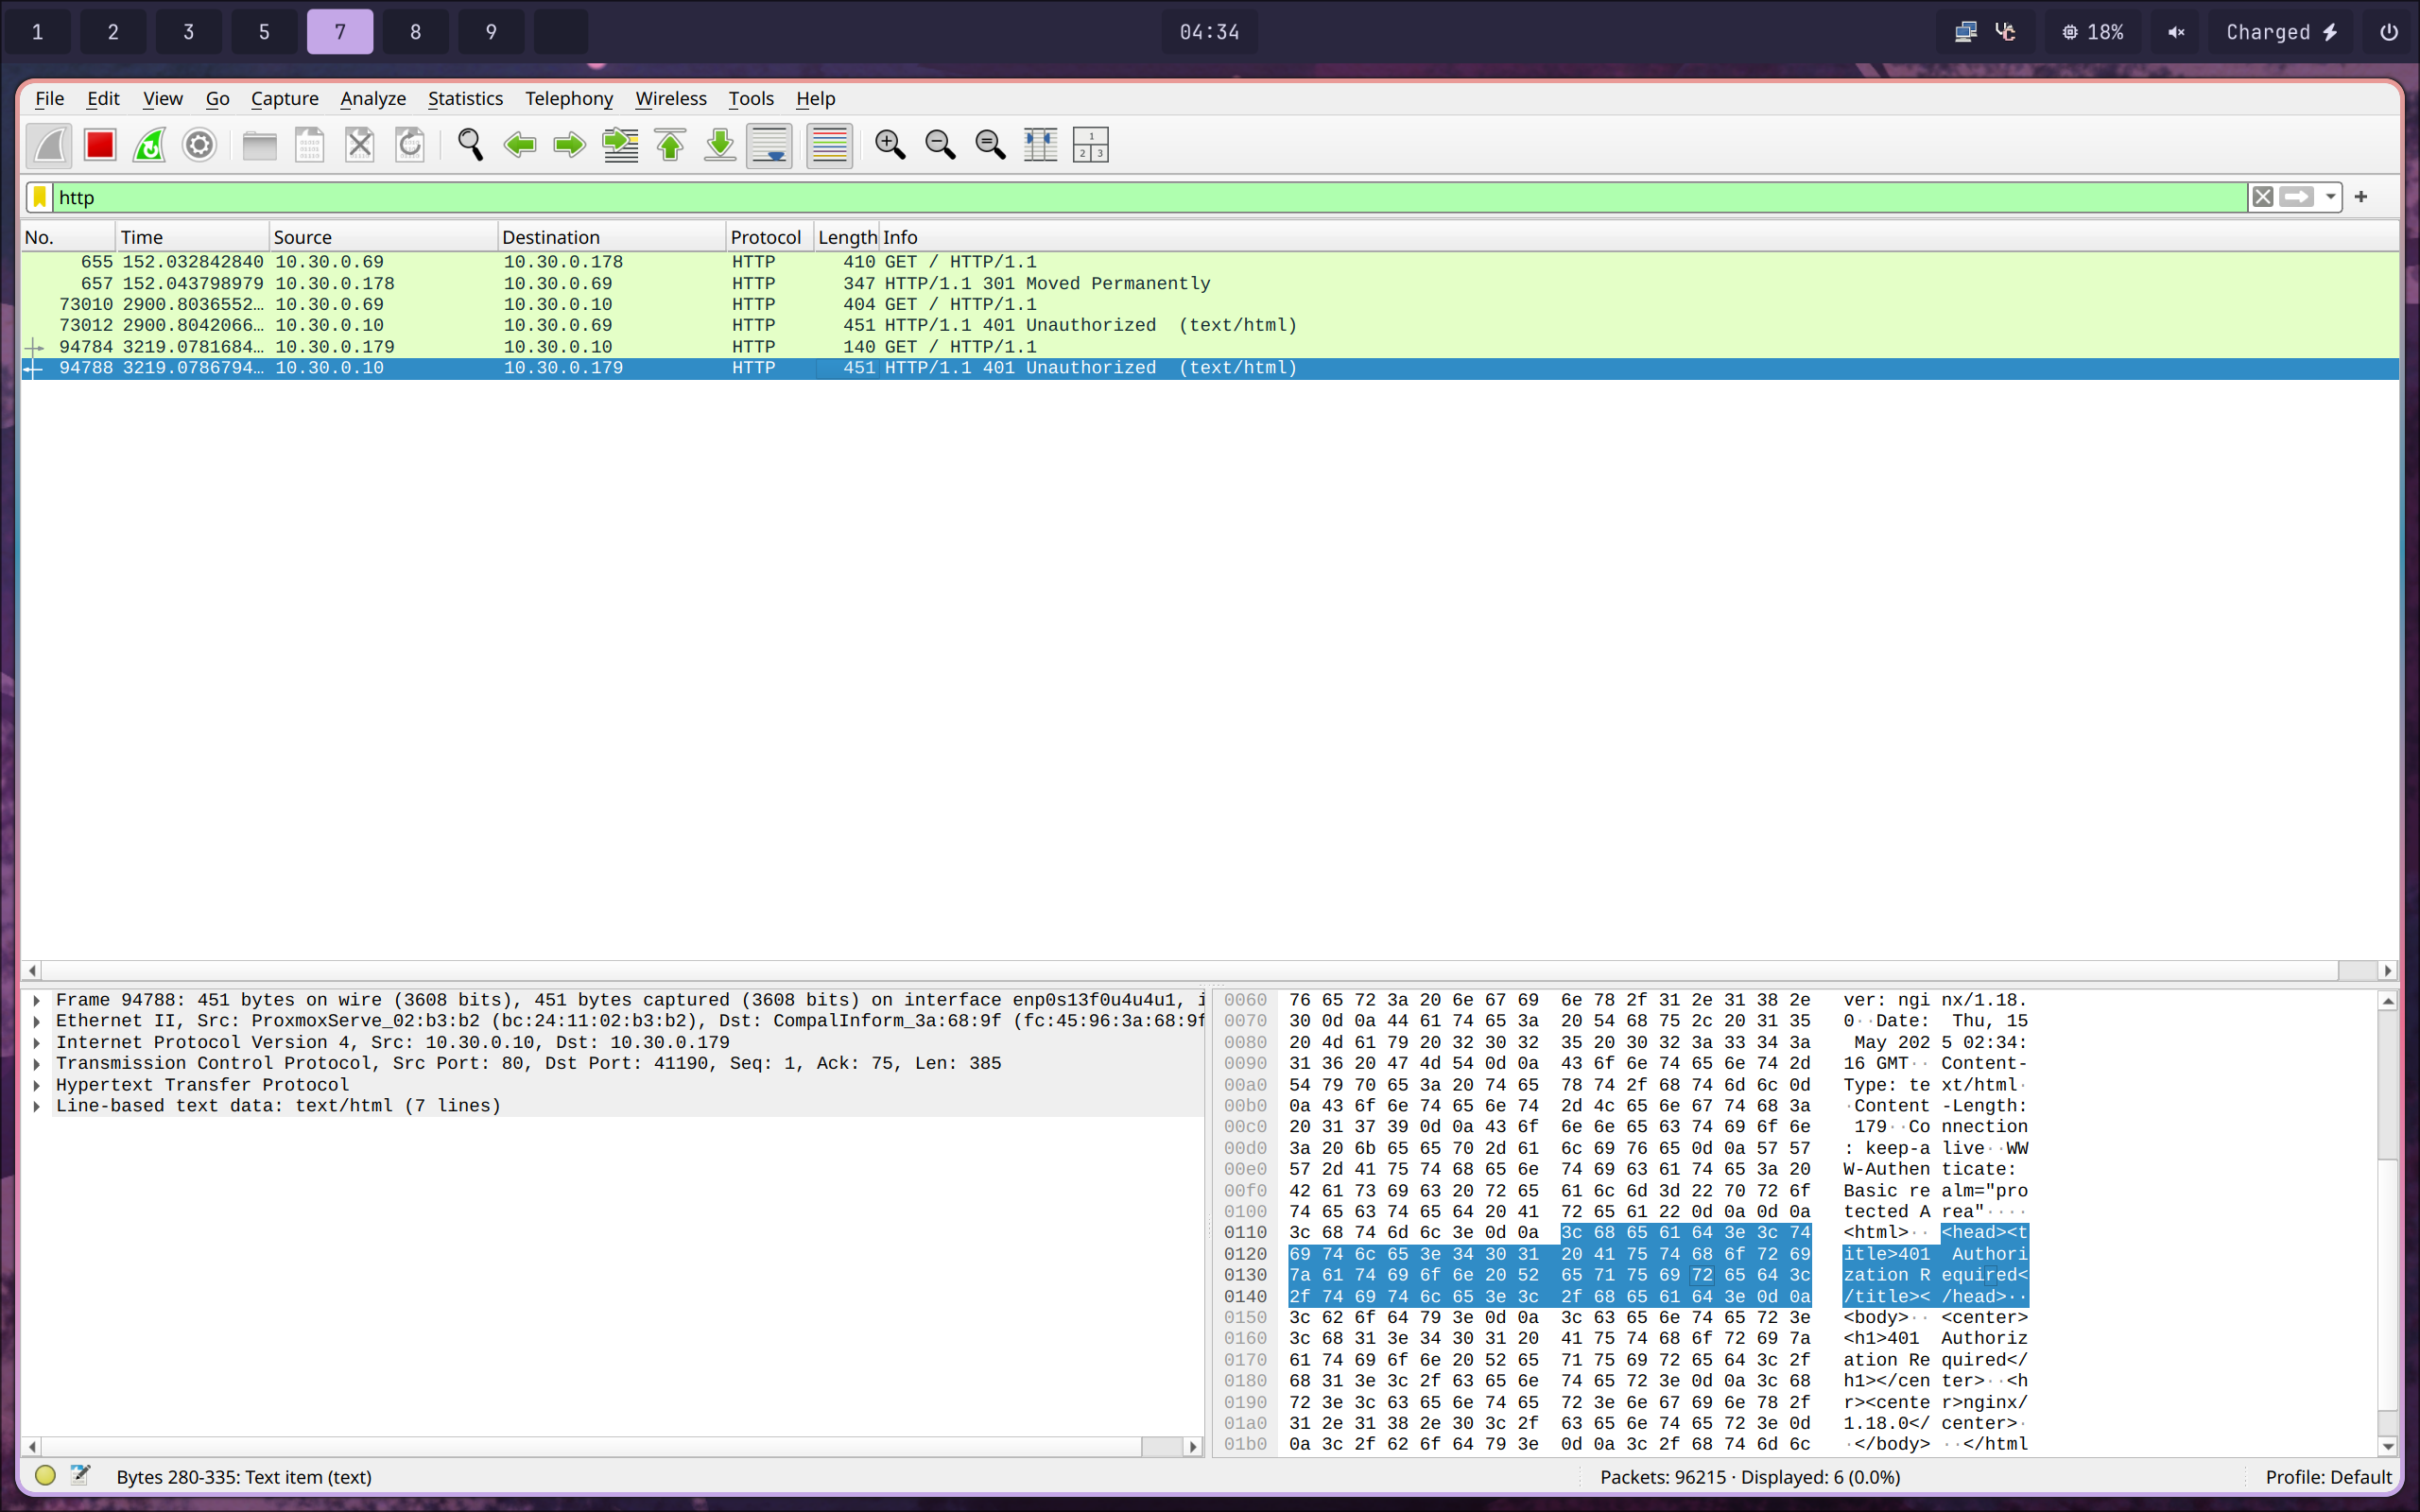 1 2 3 5 7 8 9 04:34 18% Charged
File Edit View Go Capture Analyze Statistics Telephony Wireless Tools Help
http
No. Time Source Destination Protocol Length Info
655 152.032842840 10.30.0.69 10.30.0.178 HTTP 410 GET / HTTP/1.1
657 152.043798979 10.30.0.178 10.30.0.69 HTTP 347 HTTP/1.1 301 Moved Permanently
73010 2900.8036552… 10.30.0.69 10.30.0.10 HTTP 404 GET / HTTP/1.1
73012 2900.8042066… 10.30.0.10 10.30.0.69 HTTP 451 HTTP/1.1 401 Unauthorized (text/html)
94784 3219.0781684… 10.30.0.179 10.30.0.10 HTTP 140 GET / HTTP/1.1
94788 3219.0786794… 10.30.0.10 10.30.0.179 HTTP 451 HTTP/1.1 401 Unauthorized (text/html)
Frame 94788: 451 bytes on wire (3608 bits), 451 bytes captured (3608 bits) on interface enp0s13f0u4u4u1, i
Ethernet II, Src: ProxmoxServe_02:b3:b2 (bc:24:11:02:b3:b2), Dst: CompalInform_3a:68:9f (fc:45:96:3a:68:9f
Internet Protocol Version 4, Src: 10.30.0.10, Dst: 10.30.0.179
Transmission Control Protocol, Src Port: 80, Dst Port: 41190, Seq: 1, Ack: 75, Len: 385
Hypertext Transfer Protocol
Line-based text data: text/html (7 lines)
0060 76 65 72 3a 20 6e 67 69 6e 78 2f 31 2e 31 38 2e ver: ngi nx/1.18.
0070 30 0d 0a 44 61 74 65 3a 20 54 68 75 2c 20 31 35 0··Date: Thu, 15
0080 20 4d 61 79 20 32 30 32 35 20 30 32 3a 33 34 3a May 202 5 02:34:
0090 31 36 20 47 4d 54 0d 0a 43 6f 6e 74 65 6e 74 2d 16 GMT·· Content-
00a0 54 79 70 65 3a 20 74 65 78 74 2f 68 74 6d 6c 0d Type: te xt/html·
00b0 0a 43 6f 6e 74 65 6e 74 2d 4c 65 6e 67 74 68 3a ·Content -Length:
00c0 20 31 37 39 0d 0a 43 6f 6e 6e 65 63 74 69 6f 6e 179··Co nnection
00d0 3a 20 6b 65 65 70 2d 61 6c 69 76 65 0d 0a 57 57 : keep-a live··WW
00e0 57 2d 41 75 74 68 65 6e 74 69 63 61 74 65 3a 20 W-Authen ticate:
00f0 42 61 73 69 63 20 72 65 61 6c 6d 3d 22 70 72 6f Basic re alm="pro
0100 74 65 63 74 65 64 20 41 72 65 61 22 0d 0a 0d 0a tected A rea"····
0110 3c 68 74 6d 6c 3e 0d 0a 3c 68 65 61 64 3e 3c 74 <html>·· <head><t
0120 69 74 6c 65 3e 34 30 31 20 41 75 74 68 6f 72 69 itle>401 Authori
0130 7a 61 74 69 6f 6e 20 52 65 71 75 69 72 65 64 3c zation R equired<
0140 2f 74 69 74 6c 65 3e 3c 2f 68 65 61 64 3e 0d 0a /title>< /head>··
0150 3c 62 6f 64 79 3e 0d 0a 3c 63 65 6e 74 65 72 3e <body>·· <center>
0160 3c 68 31 3e 34 30 31 20 41 75 74 68 6f 72 69 7a <h1>401 Authoriz
0170 61 74 69 6f 6e 20 52 65 71 75 69 72 65 64 3c 2f ation Re quired</
0180 68 31 3e 3c 2f 63 65 6e 74 65 72 3e 0d 0a 3c 68 h1></cen ter>··<h
0190 72 3e 3c 63 65 6e 74 65 72 3e 6e 67 69 6e 78 2f r><cente r>nginx/
01a0 31 2e 31 38 2e 30 3c 2f 63 65 6e 74 65 72 3e 0d 1.18.0</ center>·
01b0 0a 3c 2f 62 6f 64 79 3e 0d 0a 3c 2f 68 74 6d 6c ·</body> ··</html
Bytes 280-335: Text item (text) Packets: 96215 · Displayed: 6 (0.0%) Profile: Default